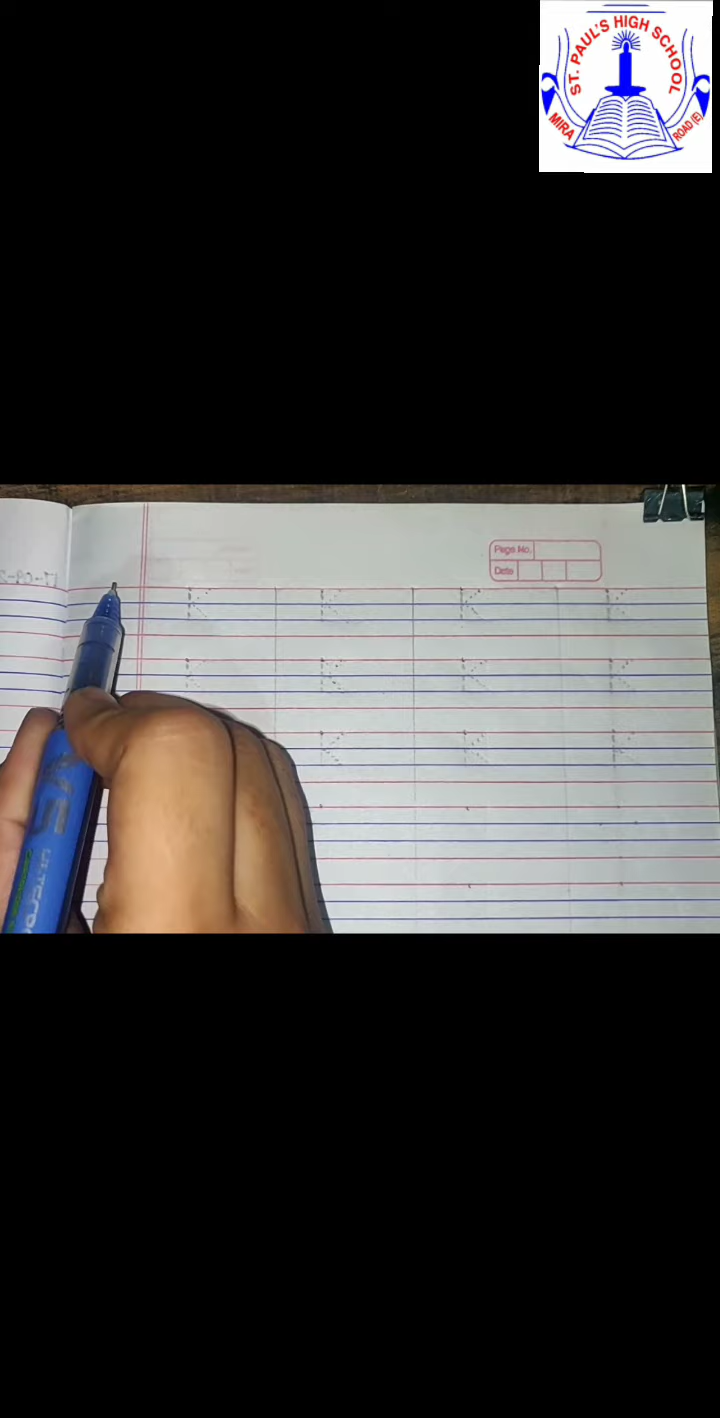 ST. PAUL'S HIGH SCHOOL
MIRA ROAD (E)
Page No.
Date
K K K K
K K K K
K K K